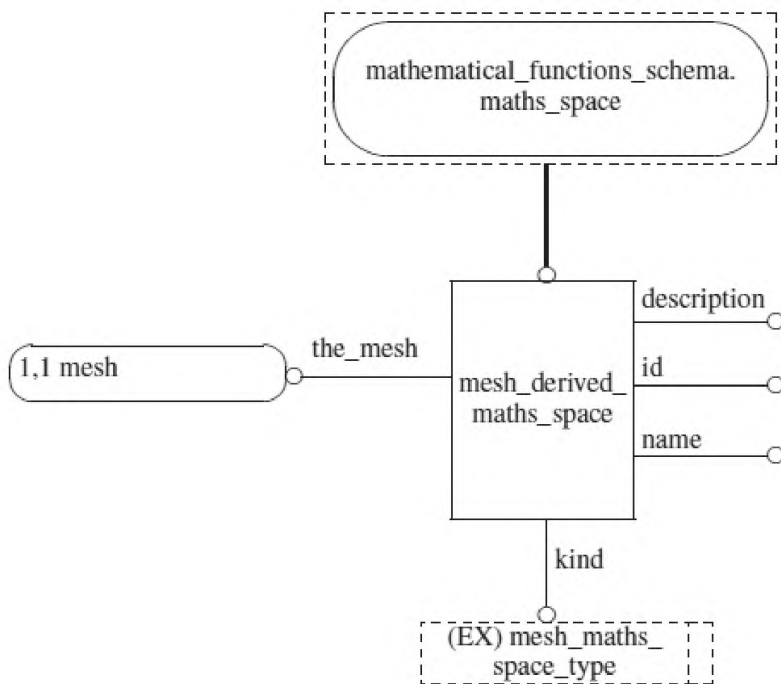 mathematical_functions_schema.
maths_space
description
the_mesh
1,1 mesh
mesh_derived_
maths_space
id
name
kind
(EX) mesh_maths_
space_type